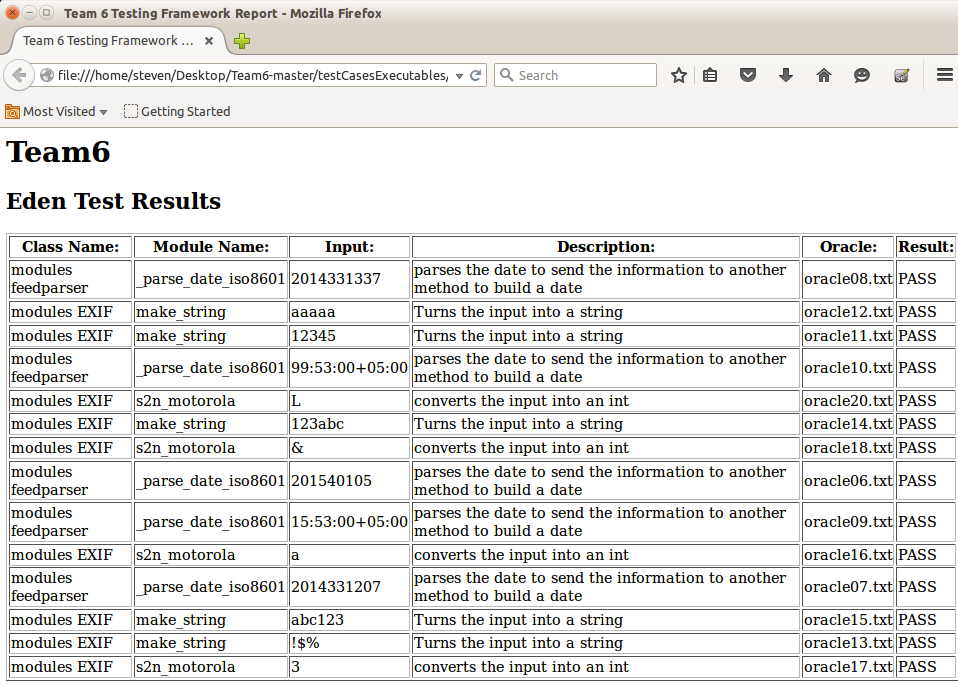 Team 6 Testing Framework Report - Mozilla Firefox
Team 6 Testing Framework ...
file:///home/steven/Desktop/Team6-master/testCasesExecutables/
Search
Most Visited
Getting Started
Team6
Eden Test Results
Class Name: Module Name: Input: Description: Oracle: Result:
modules feedparser _parse_date_iso8601 2014331337 parses the date to send the information to another method to build a date oracle08.txt PASS
modules EXIF make_string aaaaa Turns the input into a string oracle12.txt PASS
modules EXIF make_string 12345 Turns the input into a string oracle11.txt PASS
modules feedparser _parse_date_iso8601 99:53:00+05:00 parses the date to send the information to another method to build a date oracle10.txt PASS
modules EXIF s2n_motorola L converts the input into an int oracle20.txt PASS
modules EXIF make_string 123abc Turns the input into a string oracle14.txt PASS
modules EXIF s2n_motorola & converts the input into an int oracle18.txt PASS
modules feedparser _parse_date_iso8601 201540105 parses the date to send the information to another method to build a date oracle06.txt PASS
modules feedparser _parse_date_iso8601 15:53:00+05:00 parses the date to send the information to another method to build a date oracle09.txt PASS
modules EXIF s2n_motorola a converts the input into an int oracle16.txt PASS
modules feedparser _parse_date_iso8601 2014331207 parses the date to send the information to another method to build a date oracle07.txt PASS
modules EXIF make_string abc123 Turns the input into a string oracle15.txt PASS
modules EXIF make_string !$% Turns the input into a string oracle13.txt PASS
modules EXIF s2n_motorola 3 converts the input into an int oracle17.txt PASS